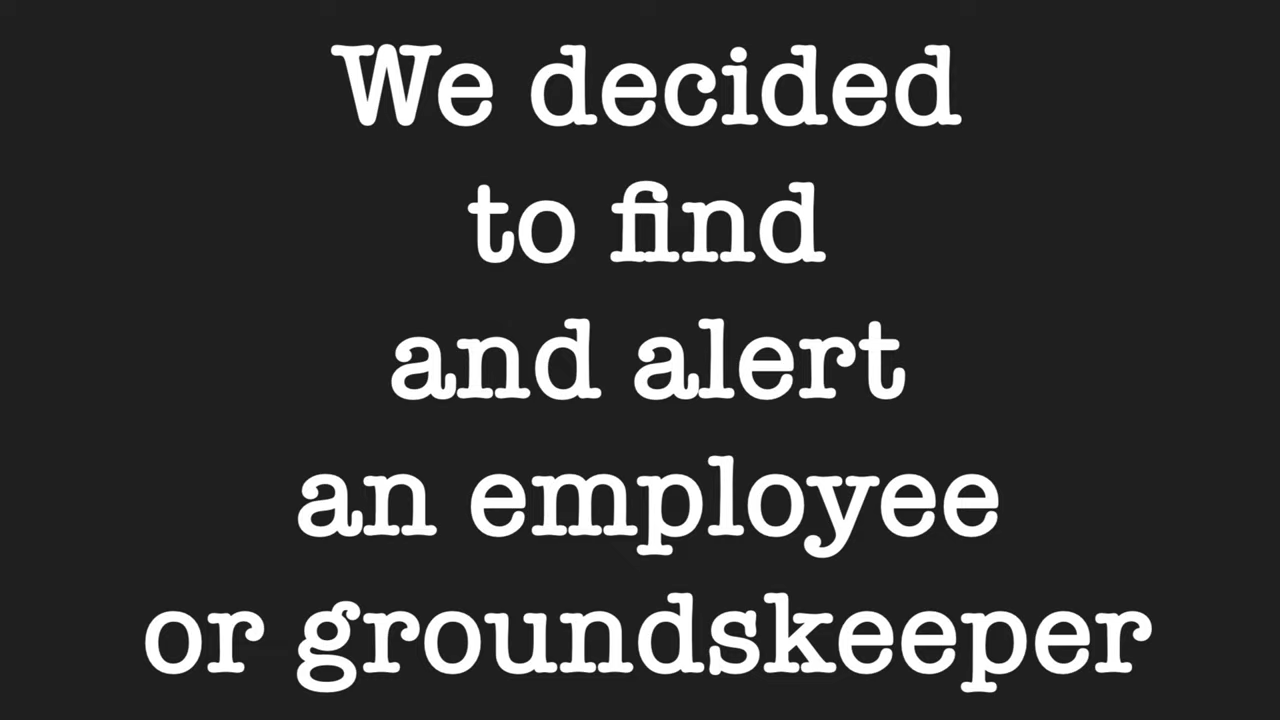 We decided
to find
and alert
an employee
or groundskeeper